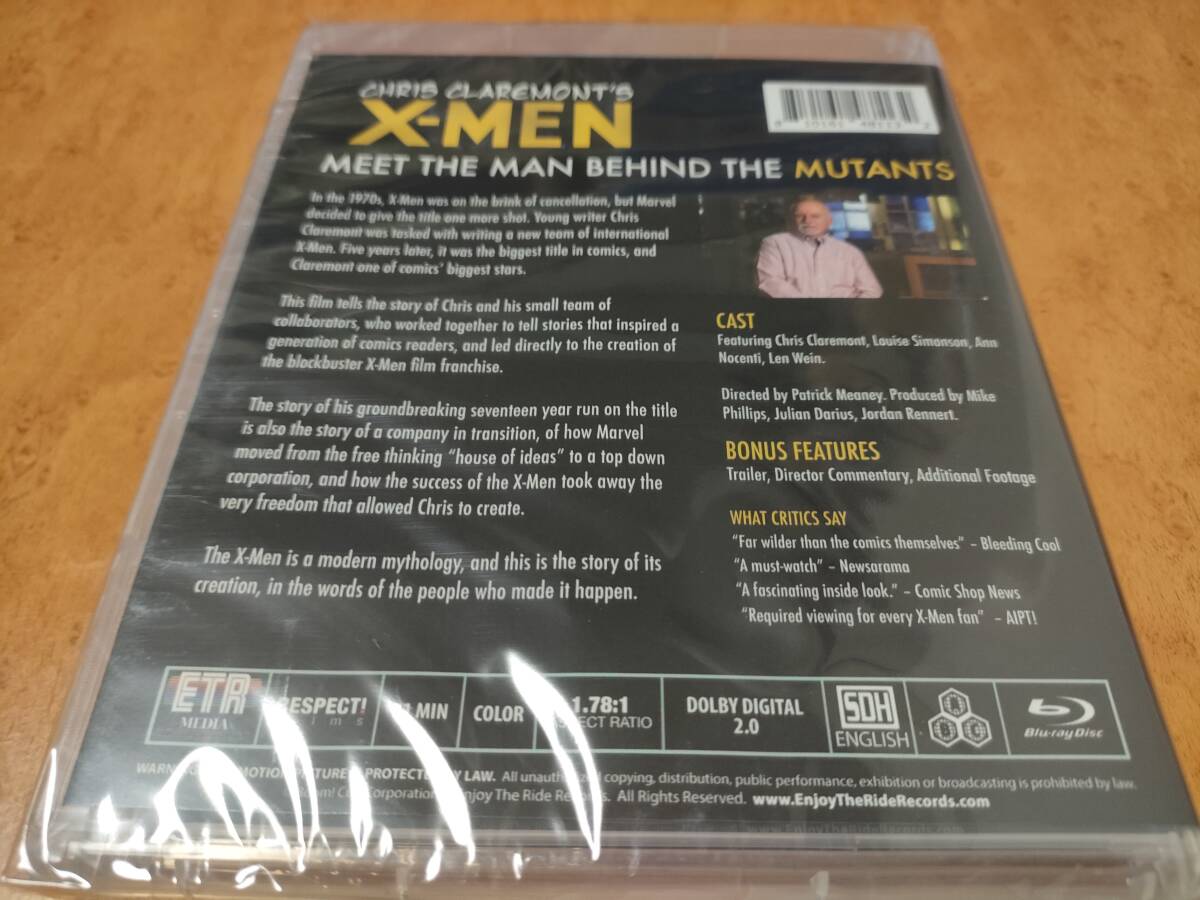 CHRIS CLAREMONT'S
X-MEN
MEET THE MAN BEHIND THE MUTANTS
In the 1970s, X-Men was on the brink of cancellation, but Marvel
decided to give the title one more shot. Young writer Chris
Claremont was tasked with writing a new team of international
X-Men. Five years later, it was the biggest title in comics, and
Claremont one of comics' biggest stars.
This film tells the story of Chris and his small team of
collaborators, who worked together to tell stories that inspired a
generation of comics readers, and led directly to the creation of
the blockbuster X-Men film franchise.
The story of his groundbreaking seventeen year run on the title
is also the story of a company in transition, of how Marvel
moved from the free thinking "house of ideas" to a top down
corporation, and how the success of the X-Men took away the
very freedom that allowed Chris to create.
The X-Men is a modern mythology, and this is the story of its
creation, in the words of the people who made it happen.
CAST
Featuring Chris Claremont, Louise Simonson, Ann
Nocenti, Len Wein.
Directed by Patrick Meaney. Produced by Mike
Phillips, Julian Darius, Jordan Rennert.
BONUS FEATURES
Trailer, Director Commentary, Additional Footage
WHAT CRITICS SAY
"Far wilder than the comics themselves" – Bleeding Cool
"A must-watch" – Newsarama
"A fascinating inside look." – Comic Shop News
"Required viewing for every X-Men fan" – AIPT!
ETR
MEDIA
RESPECT!
MIN
COLOR
1.78:1
RATIO
DOLBY DIGITAL
2.0
SDH
ENGLISH
Blu-ray Disc
BY LAW. All unauthorized copying, distribution, public performance, exhibition or broadcasting is prohibited by law.
Enjoy The Ride Records. All Rights Reserved. www.EnjoyTheRideRecords.com